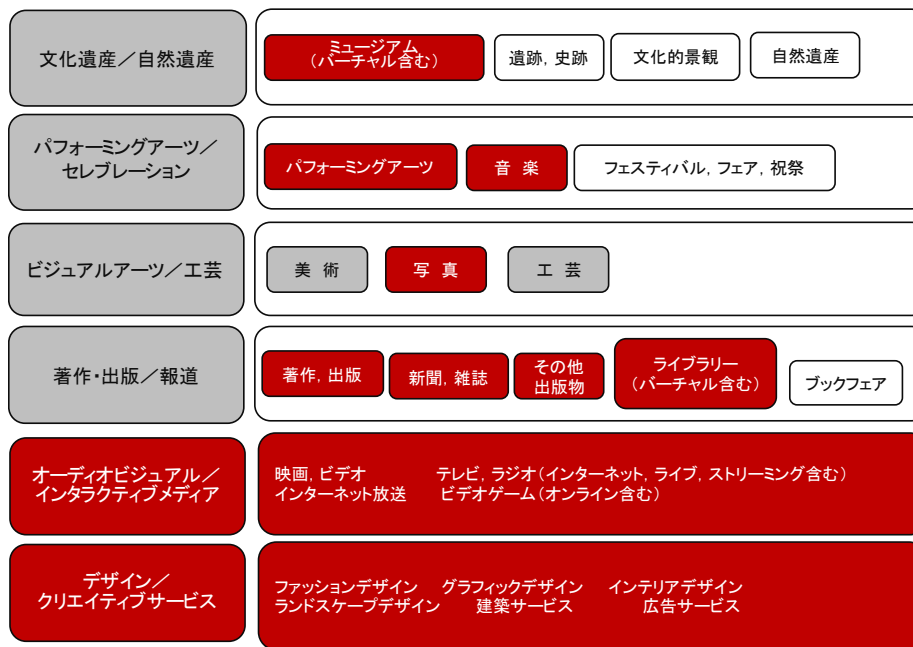 文化遺産／自然遺産
ミュージアム
(バーチャル含む)
遺跡, 史跡
文化的景観
自然遺産
パフォーミングアーツ／
セレブレーション
パフォーミングアーツ
音 楽
フェスティバル, フェア, 祝祭
ビジュアルアーツ／工芸
美 術
写 真
工 芸
著作・出版／報道
著作, 出版
新聞, 雑誌
その他
出版物
ライブラリー
(バーチャル含む)
ブックフェア
オーディオビジュアル／
インタラクティブメディア
映画, ビデオ テレビ, ラジオ(インターネット, ライブ, ストリーミング含む)
インターネット放送 ビデオゲーム(オンライン含む)
デザイン／
クリエイティブサービス
ファッションデザイン グラフィックデザイン インテリアデザイン
ランドスケープデザイン 建築サービス 広告サービス